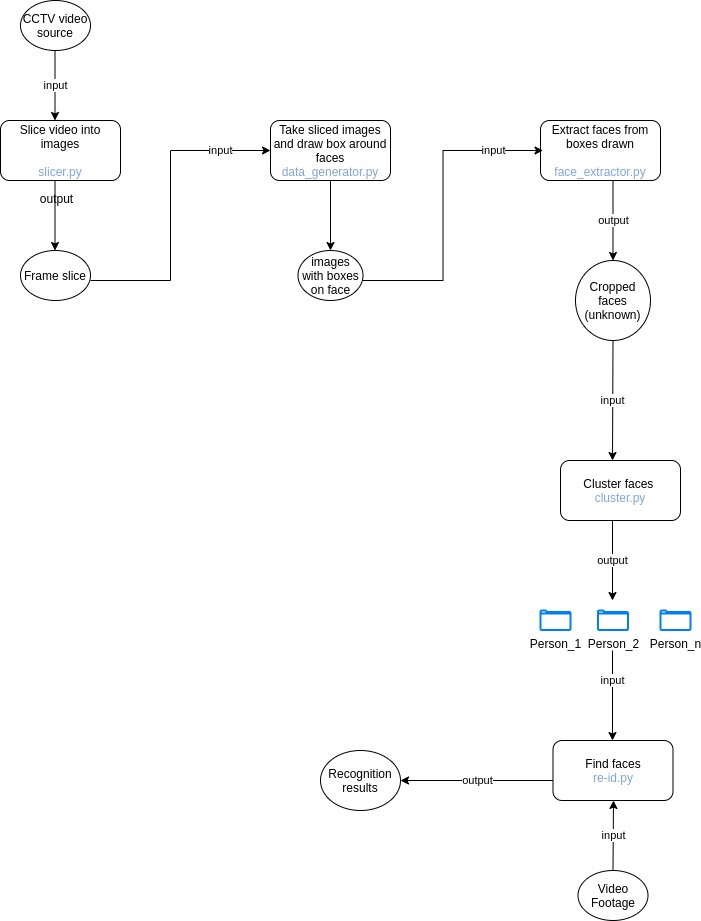 CCTV video
source
input
Slice video into
images
slicer.py
output
Frame slice
input
Take sliced images
and draw box around
faces
data_generator.py
images
with boxes
on face
input
Extract faces from
boxes drawn
face_extractor.py
output
Cropped
faces
(unknown)
input
Cluster faces
cluster.py
output
Person_1
Person_2
Person_n
input
Find faces
re-id.py
output
Recognition
results
input
Video
Footage